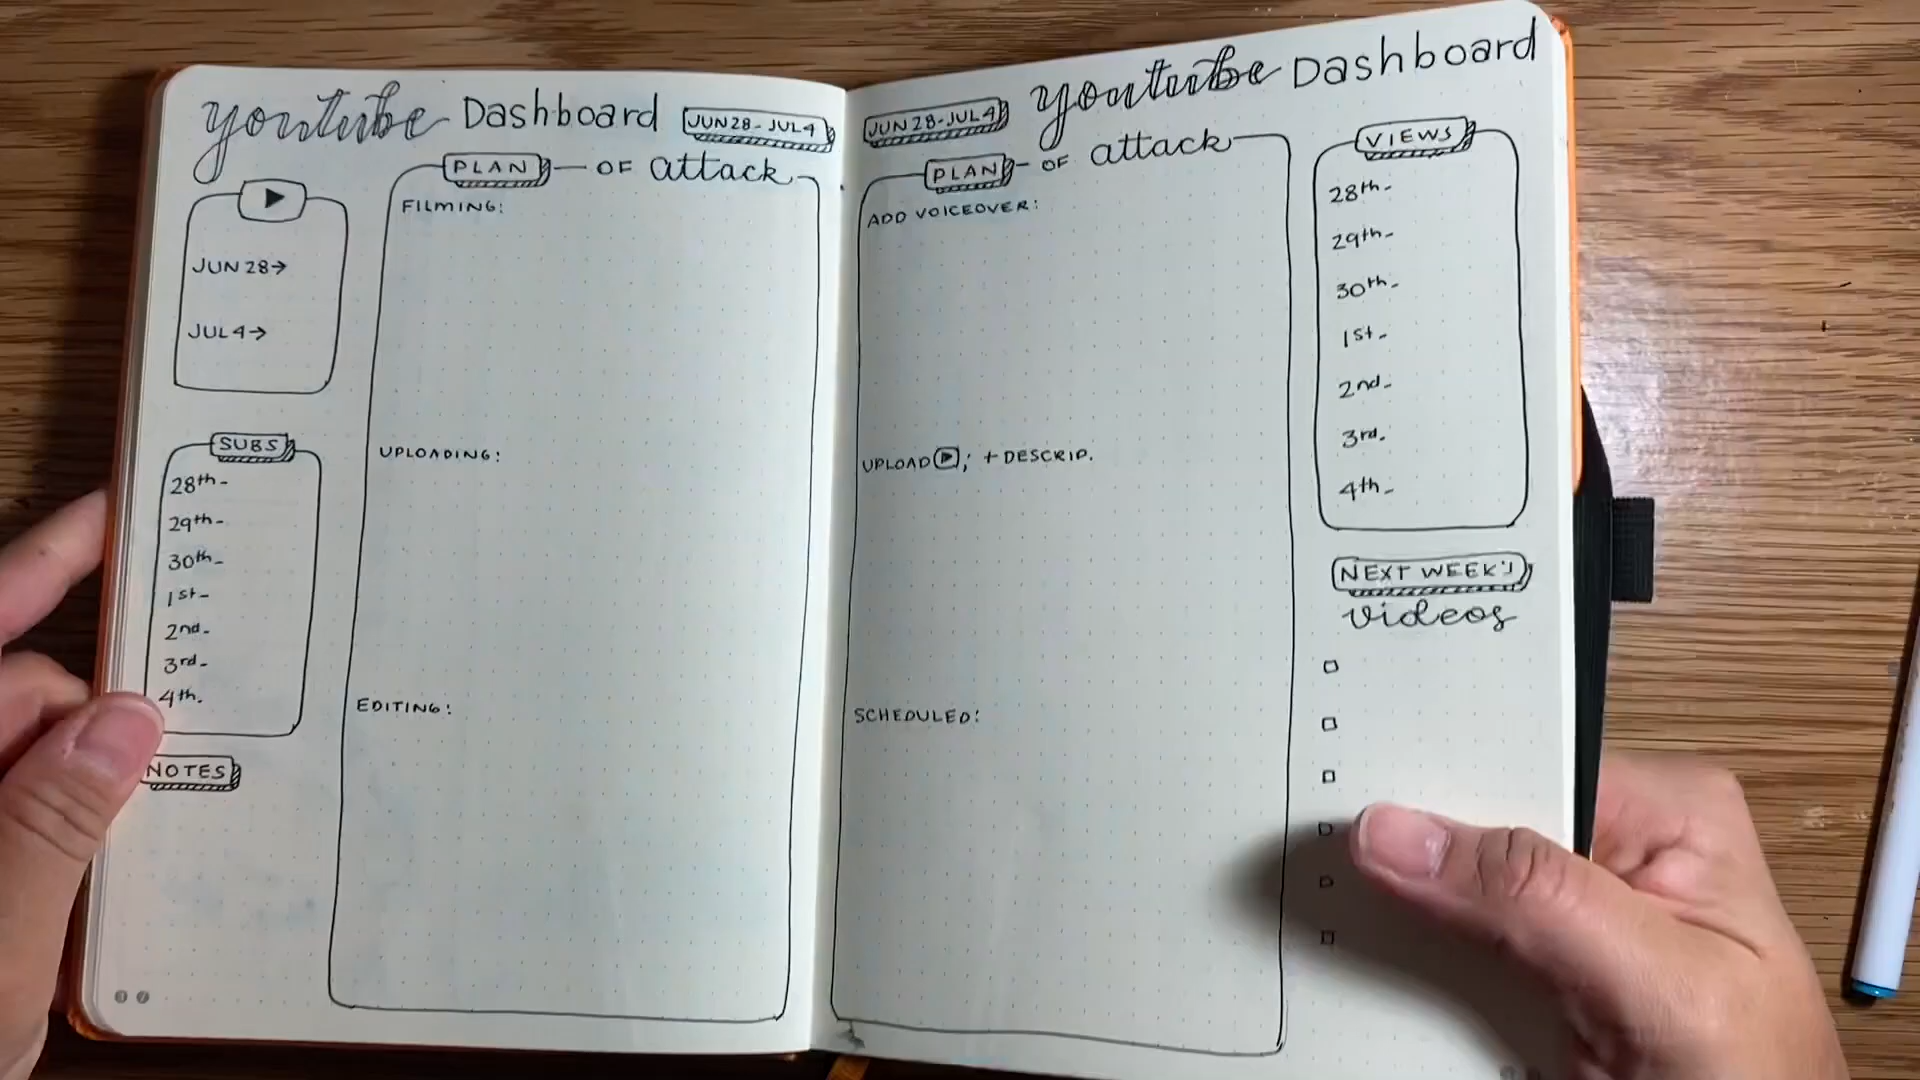 youtube Dashboard JUN 28 - JUL 4
PLAN OF attack
FILMING:
JUN 28→
JUL 4→
SUBS
28th-
29th-
30th-
1st-
2nd-
3rd-
4th.
UPLOADING:
EDITING:
NOTES
37
JUN 28-JUL 4 youtube Dashboard
PLAN - OF attack
ADD VOICEOVER:
UPLOAD ▶; + DESCRIP.
SCHEDULED:
VIEWS
28th-
29th-
30th-
1st-
2nd-
3rd.
4th-
NEXT WEEK'S
videos